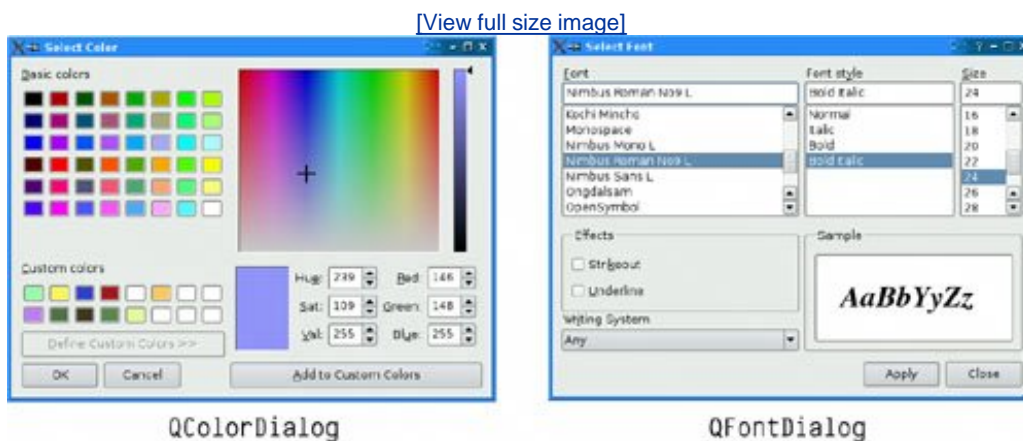 [View full size image]
Select Color
Basic colors
Custom colors
Hue: 239 Red: 146
Sat: 109 Green: 148
Val: 255 Blue: 255
Define Custom Colors >>
OK Cancel Add to Custom Colors
QColorDialog
Select Font
Font Font style Size
Nimbus Roman No9 L Bold Italic 24
Kochi Mincho Normal 16
Monospace Italic 18
Nimbus Mono L Bold 20
Nimbus Roman No9 L Bold Italic 22
Nimbus Sans L 24
Ongdalsam 26
OpenSymbol 28
Effects Sample
Strikeout
Underline
AaBbYyZz
Writing System
Any
Apply Close
QFontDialog